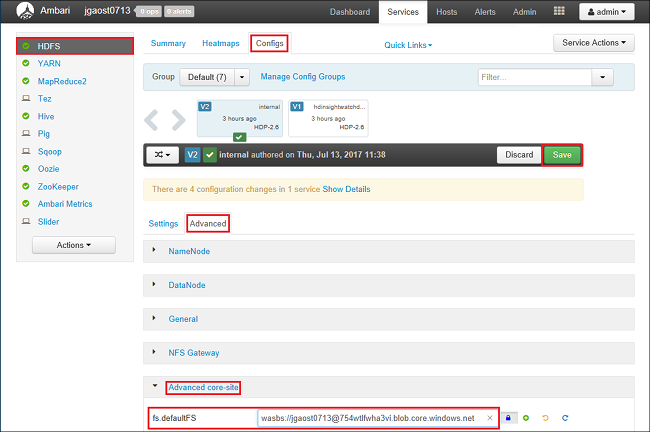 Ambari jgaost0713 0 ops 0 alerts Dashboard Services Hosts Alerts Admin admin
HDFS
YARN
MapReduce2
Tez
Hive
Pig
Sqoop
Oozie
ZooKeeper
Ambari Metrics
Slider
Actions
Summary Heatmaps Configs Quick Links Service Actions
Group Default (7) Manage Config Groups Filter...
V2 internal
3 hours ago
HDP-2.6
V1 hdinsightwatchd...
3 hours ago
HDP-2.6
V2 internal authored on Thu, Jul 13, 2017 11:38 Discard Save
There are 4 configuration changes in 1 service Show Details
Settings Advanced
NameNode
DataNode
General
NFS Gateway
Advanced core-site
fs.defaultFS wasbs://jgaost0713@754wtlfwha3vi.blob.core.windows.net